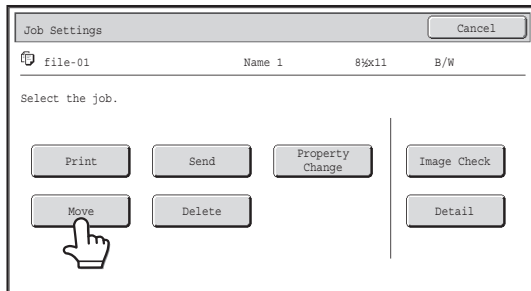 Job Settings
Cancel
file-01 Name 1 8½x11 B/W
Select the job.
Print
Send
Property
Change
Image Check
Move
Delete
Detail